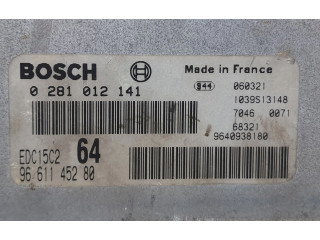 BOSCH
Made in France
0 281 012 141
944 060321
1039S13148
7046 0071
68321
9640938180
EDC15C2 64
96 611 452 80